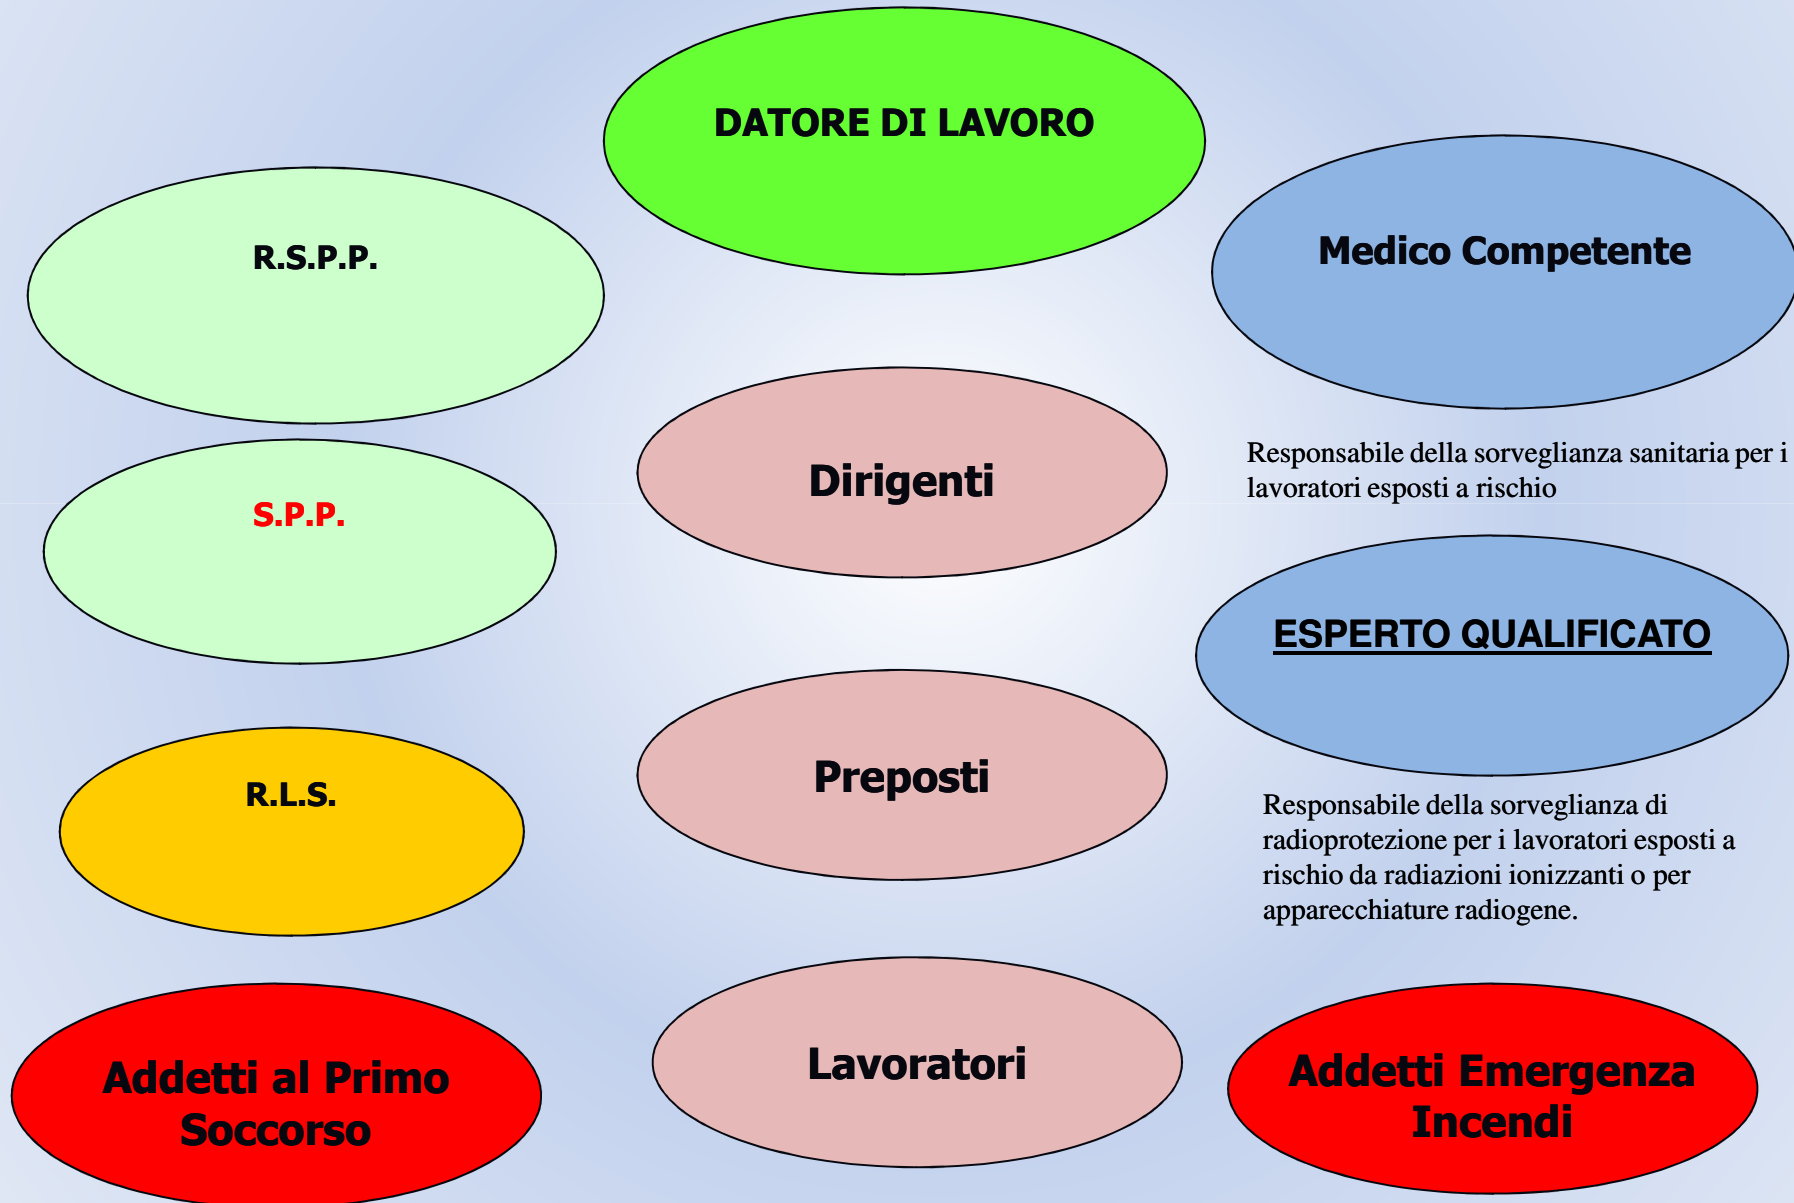 DATORE DI LAVORO
R.S.P.P.
Medico Competente
Dirigenti
Responsabile della sorveglianza sanitaria per i
lavoratori esposti a rischio
S.P.P.
ESPERTO QUALIFICATO
Preposti
R.L.S.
Responsabile della sorveglianza di
radioprotezione per i lavoratori esposti a
rischio da radiazioni ionizzanti o per
apparecchiature radiogene.
Addetti al Primo
Soccorso
Lavoratori
Addetti Emergenza
Incendi